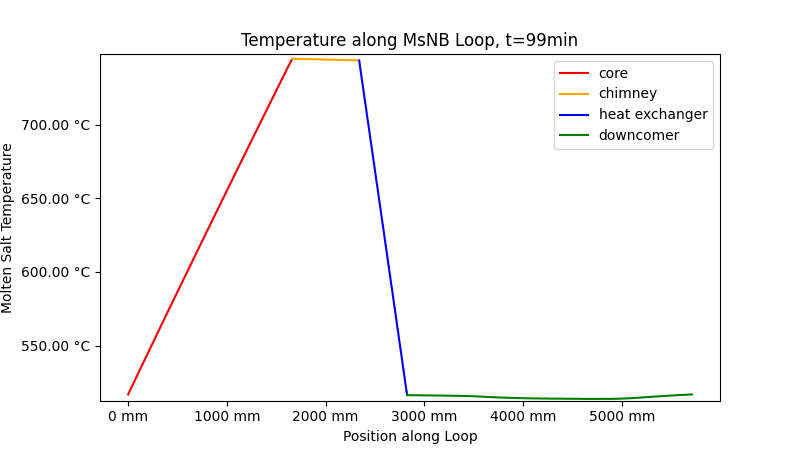 Temperature along MsNB Loop, t=99min
core
chimney
heat exchanger
downcomer
Molten Salt Temperature
700.00 °C
650.00 °C
600.00 °C
550.00 °C
0 mm 1000 mm 2000 mm 3000 mm 4000 mm 5000 mm
Position along Loop